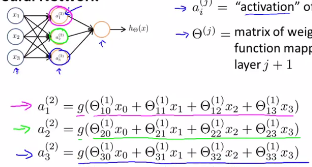 x₁
x₂
x₃
a₁⁽²⁾
a₂⁽²⁾
a₃⁽²⁾
h_Θ(x)
→ aᵢ⁽ʲ⁾ = "activation" of
→ Θ⁽ʲ⁾ = matrix of weig
function mapp
layer j + 1
→ a₁⁽²⁾ = g(Θ₁₀⁽¹⁾x₀ + Θ₁₁⁽¹⁾x₁ + Θ₁₂⁽¹⁾x₂ + Θ₁₃⁽¹⁾x₃)
→ a₂⁽²⁾ = g(Θ₂₀⁽¹⁾x₀ + Θ₂₁⁽¹⁾x₁ + Θ₂₂⁽¹⁾x₂ + Θ₂₃⁽¹⁾x₃)
→ a₃⁽²⁾ = g(Θ₃₀⁽¹⁾x₀ + Θ₃₁⁽¹⁾x₁ + Θ₃₂⁽¹⁾x₂ + Θ₃₃⁽¹⁾x₃)